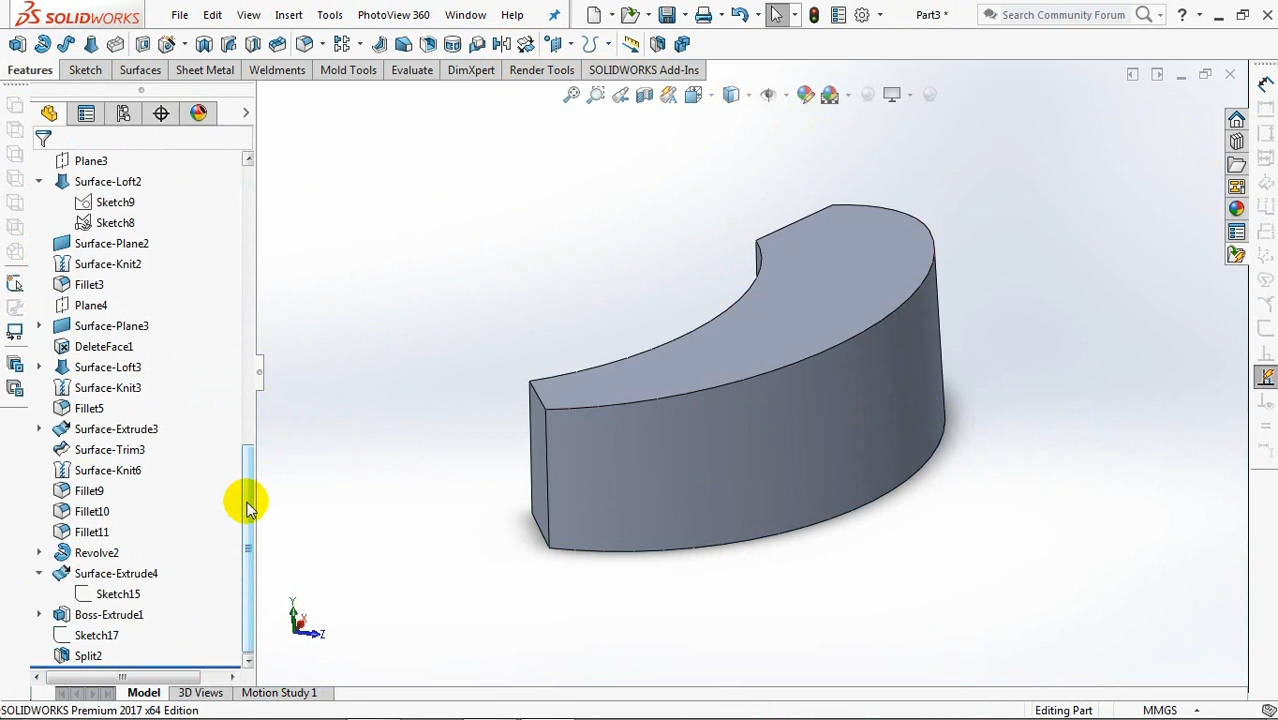 SOLIDWORKS File Edit View Insert Tools PhotoView 360 Window Help Part3 * Search Community Forum ?
Features Sketch Surfaces Sheet Metal Weldments Mold Tools Evaluate DimXpert Render Tools SOLIDWORKS Add-Ins
Plane3
Surface-Loft2
Sketch9
Sketch8
Surface-Plane2
Surface-Knit2
Fillet3
Plane4
Surface-Plane3
DeleteFace1
Surface-Loft3
Surface-Knit3
Fillet5
Surface-Extrude3
Surface-Trim3
Surface-Knit6
Fillet9
Fillet10
Fillet11
Revolve2
Surface-Extrude4
Sketch15
Boss-Extrude1
Sketch17
Split2
Y
X
Z
Model 3D Views Motion Study 1
SOLIDWORKS Premium 2017 x64 Edition Editing Part MMGS